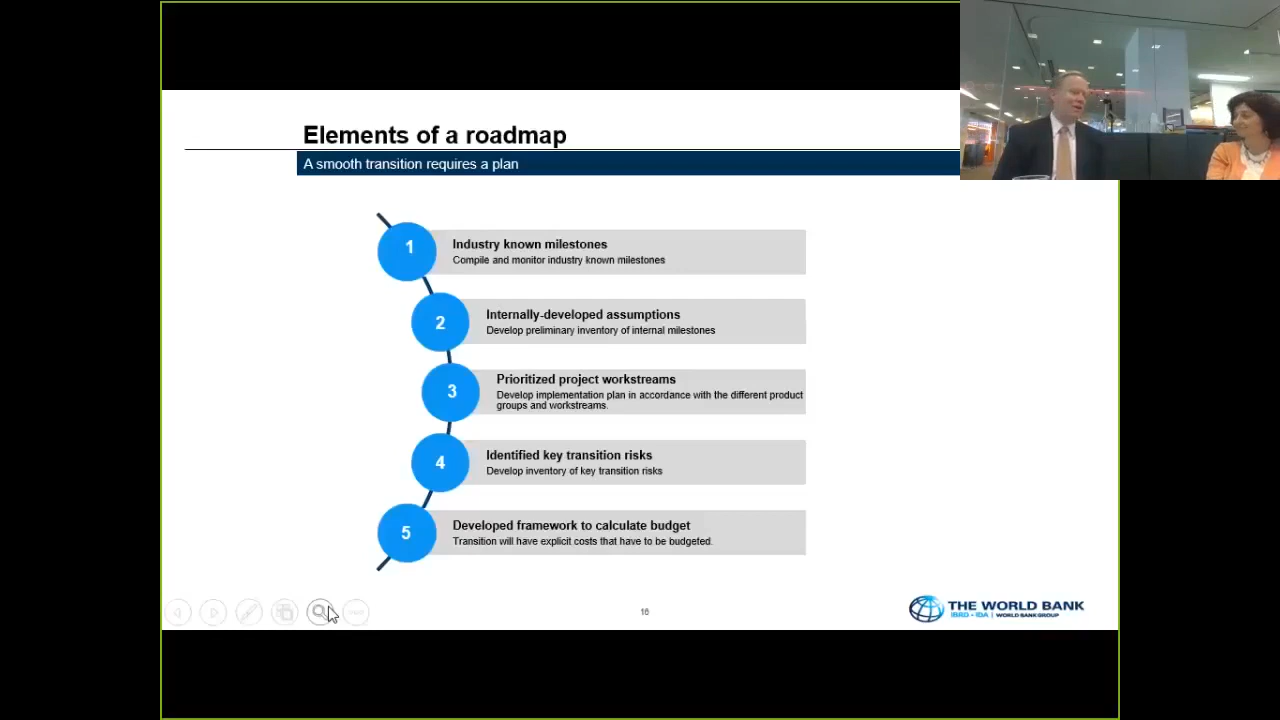 Elements of a roadmap
A smooth transition requires a plan
1
Industry known milestones
Compile and monitor industry known milestones
2
Internally-developed assumptions
Develop preliminary inventory of internal milestones
3
Prioritized project workstreams
Develop implementation plan in accordance with the different product
groups and workstreams.
4
Identified key transition risks
Develop inventory of key transition risks
5
Developed framework to calculate budget
Transition will have explicit costs that have to be budgeted.
16
THE WORLD BANK
IBRD • IDA | WORLD BANK GROUP